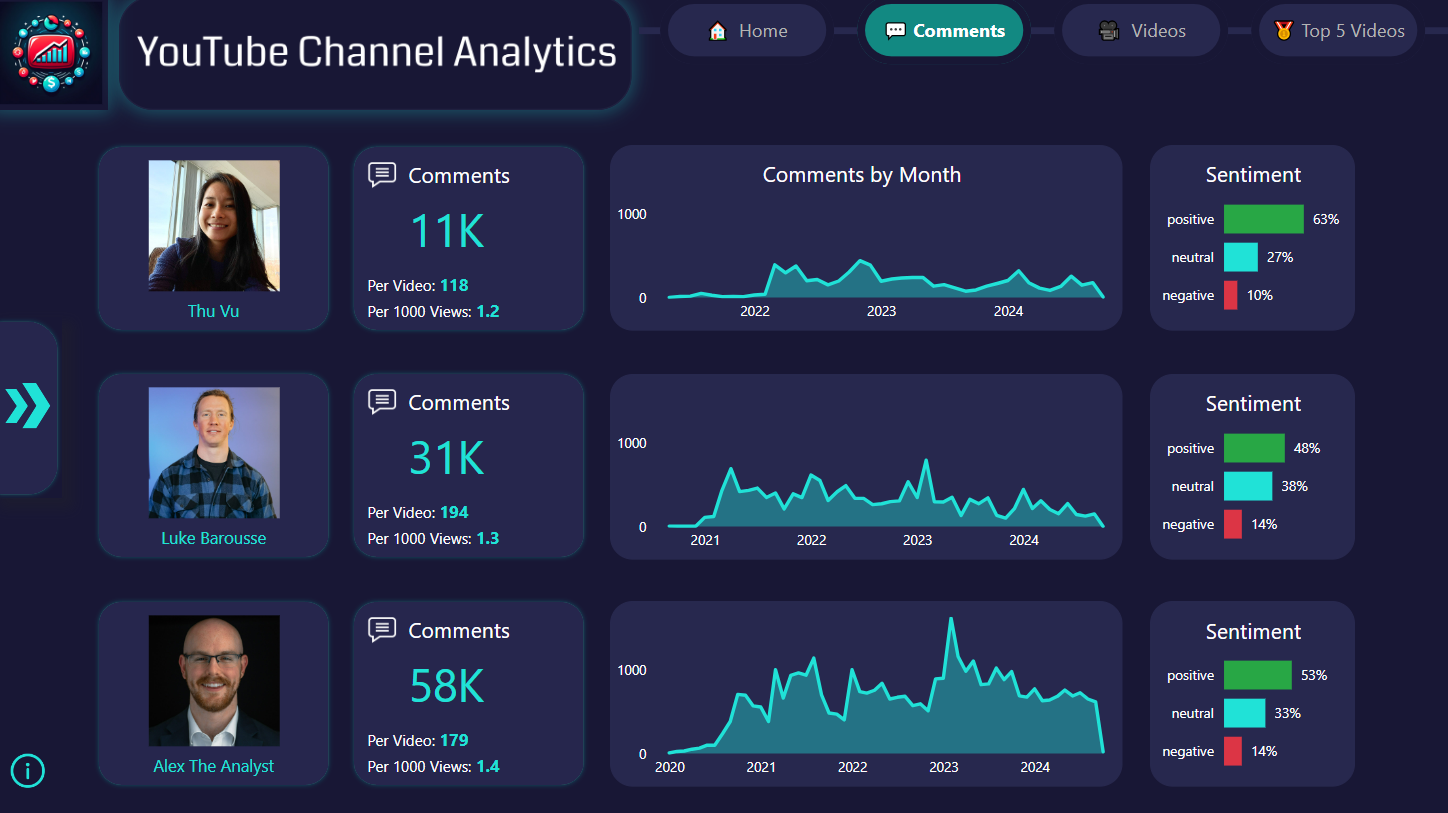 YouTube Channel Analytics
Home
Comments
Videos
Top 5 Videos
Thu Vu
Comments
11K
Per Video: 118
Per 1000 Views: 1.2
Comments by Month
1000
0
2022 2023 2024
Sentiment
positive 63%
neutral 27%
negative 10%
Luke Barousse
Comments
31K
Per Video: 194
Per 1000 Views: 1.3
1000
0
2021 2022 2023 2024
Sentiment
positive 48%
neutral 38%
negative 14%
Alex The Analyst
Comments
58K
Per Video: 179
Per 1000 Views: 1.4
1000
0
2020 2021 2022 2023 2024
Sentiment
positive 53%
neutral 33%
negative 14%